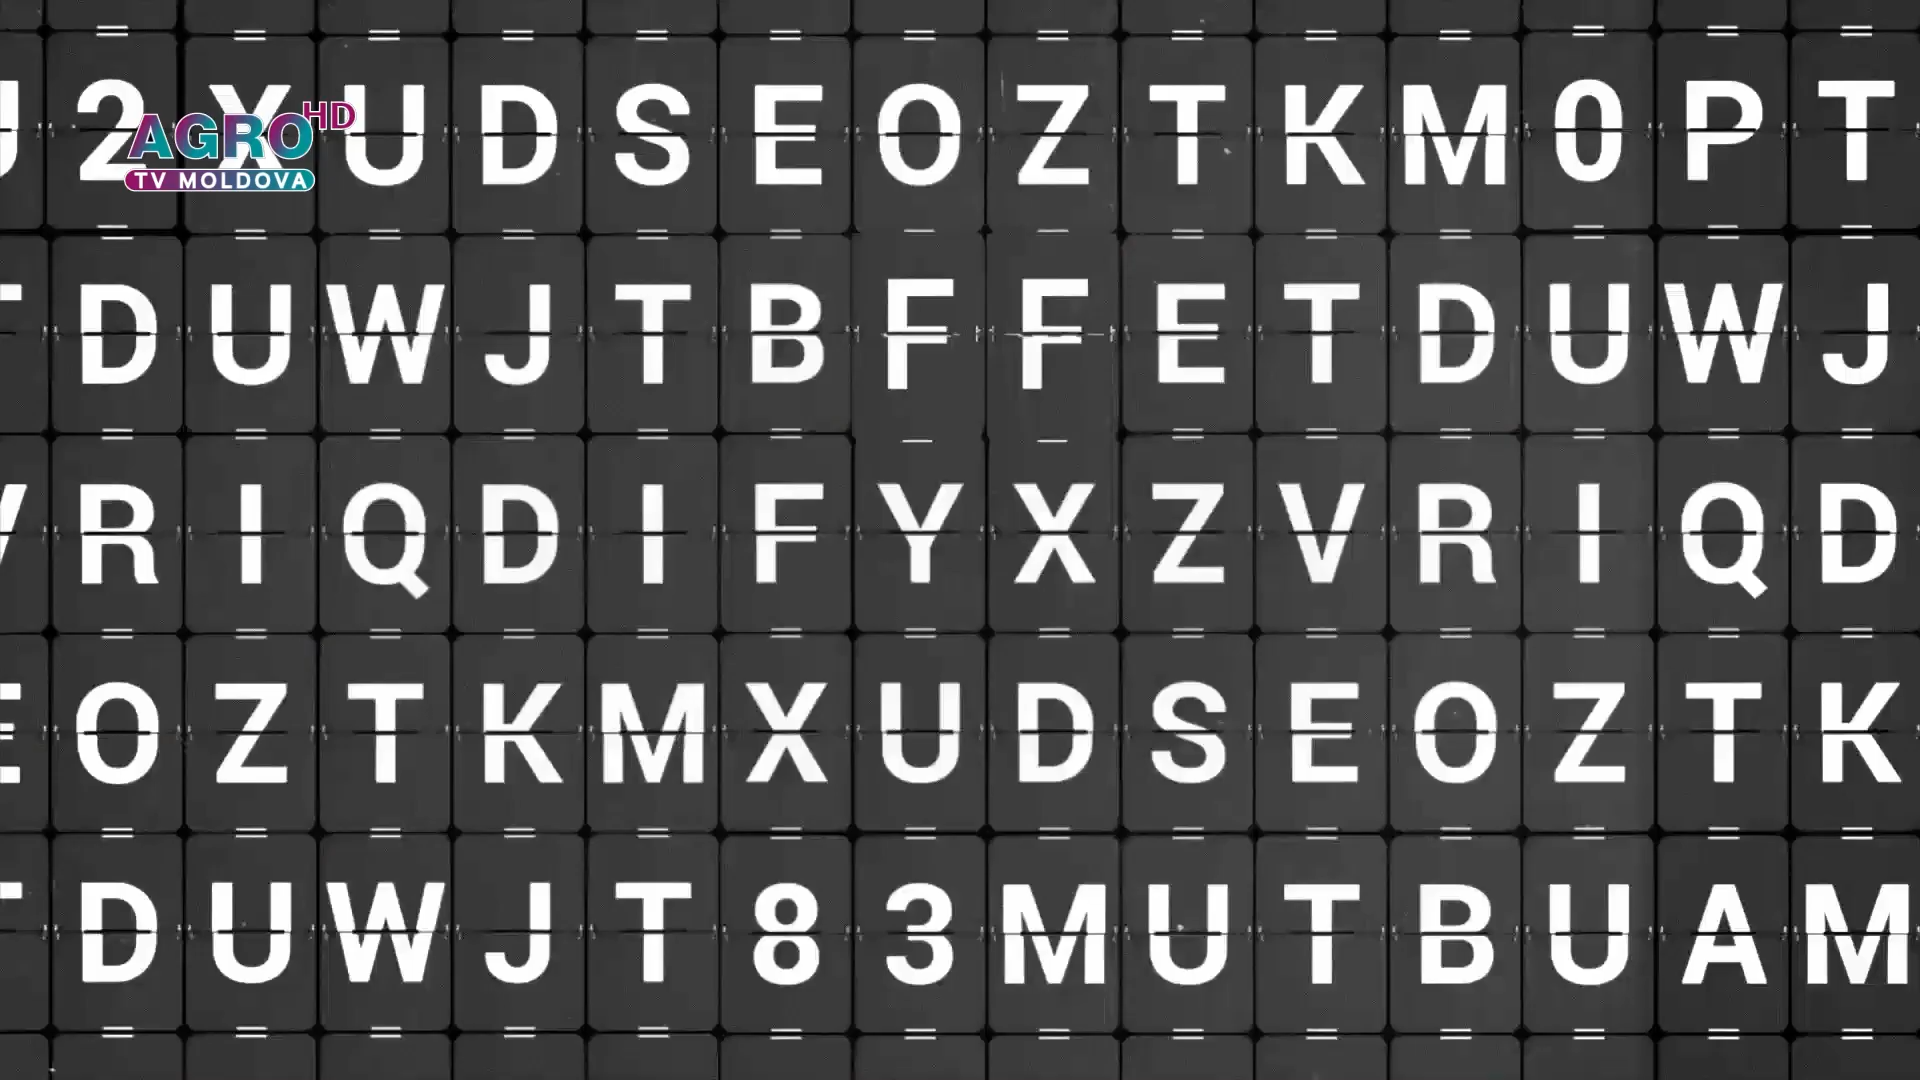 J 2 X U D S E O Z T K M 0 P T
AGRO HD
TV MOLDOVA
T D U W J T B F F E T D U W J
V R I Q D I F Y X Z V R I Q D
E O Z T K M X U D S E O Z T K
T D U W J T 8 3 M U T B U A M